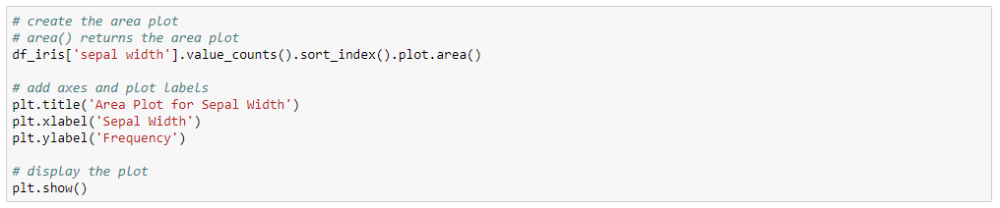 # create the area plot
# area() returns the area plot
df_iris['sepal width'].value_counts().sort_index().plot.area()
# add axes and plot labels
plt.title('Area Plot for Sepal Width')
plt.xlabel('Sepal Width')
plt.ylabel('Frequency')
# display the plot
plt.show()